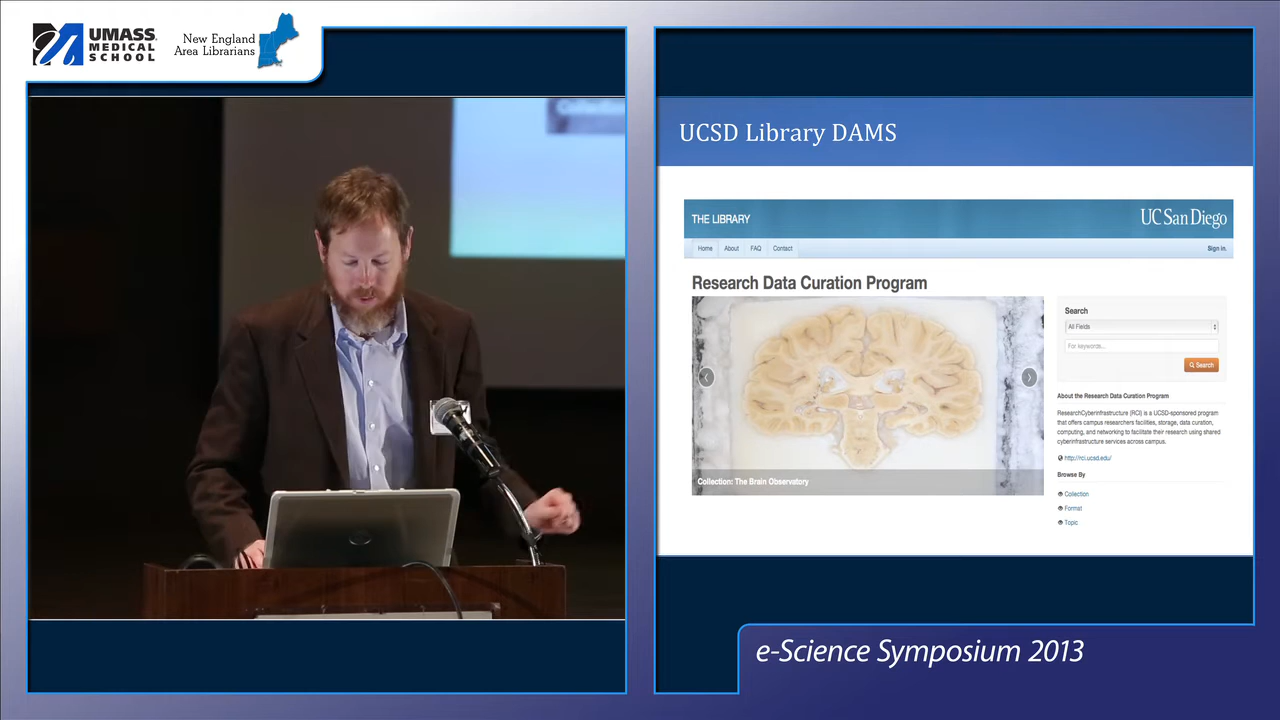 UMASS
MEDICAL
SCHOOL
New England
Area Librarians
UCSD Library DAMS
THE LIBRARY
UC San Diego
Home About FAQ Contact
Sign in.
Research Data Curation Program
Search
All Fields
For keywords...
Search
About the Research Data Curation Program
ResearchCyberinfrastructure (RCI) is a UCSD-sponsored program
that offers campus researchers facilities, storage, data curation,
computing, and networking to facilitate their research using shared
cyberinfrastructure services across campus.
http://rci.ucsd.edu/
Browse By
Collection
Format
Topic
Collection: The Brain Observatory
e-Science Symposium 2013